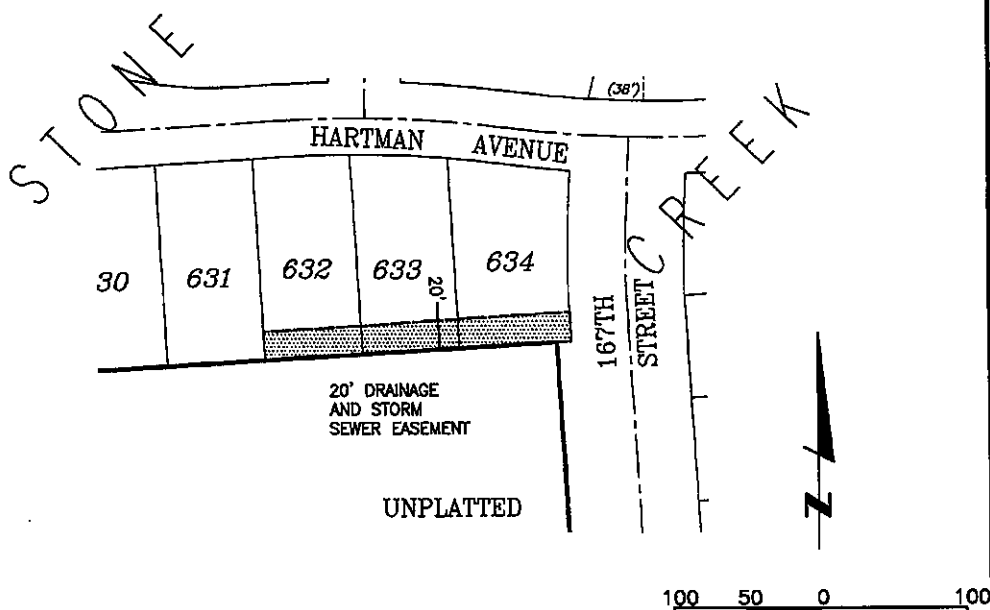 STONE CREEK
(38')
HARTMAN AVENUE
30 631 632 633 634
20'
167TH
STREET
20' DRAINAGE
AND STORM
SEWER EASEMENT
UNPLATTED
N
100 50 0 100